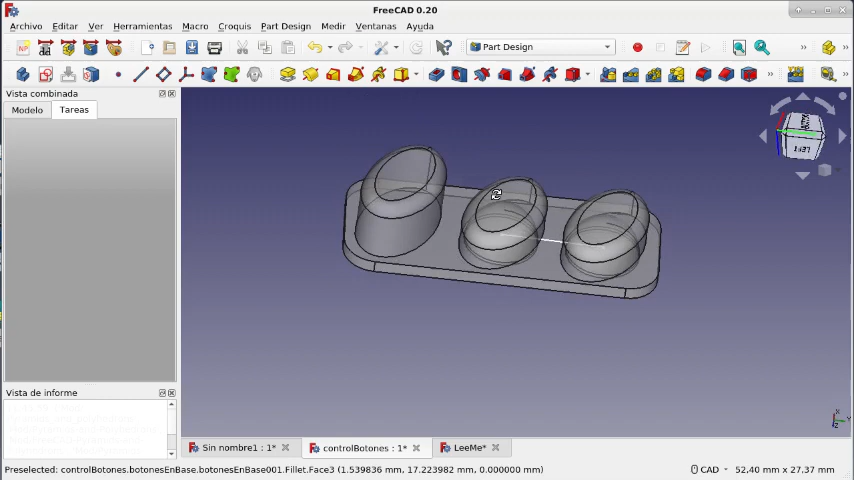 FreeCAD 0.20
Archivo Editar Ver Herramientas Macro Croquis Part Design Medir Ventanas Ayuda
Part Design
Vista combinada
Modelo Tareas
LEFT
Vista de informe
Sin nombre1 : 1* controlBotones : 1* LeeMe*
Preselected: controlBotones.botonesEnBase.botonesEnBase001.Fillet.Face3 (1.539836 mm, 17.223982 mm, 0.000000 mm) CAD 52,40 mm x 27,37 mm